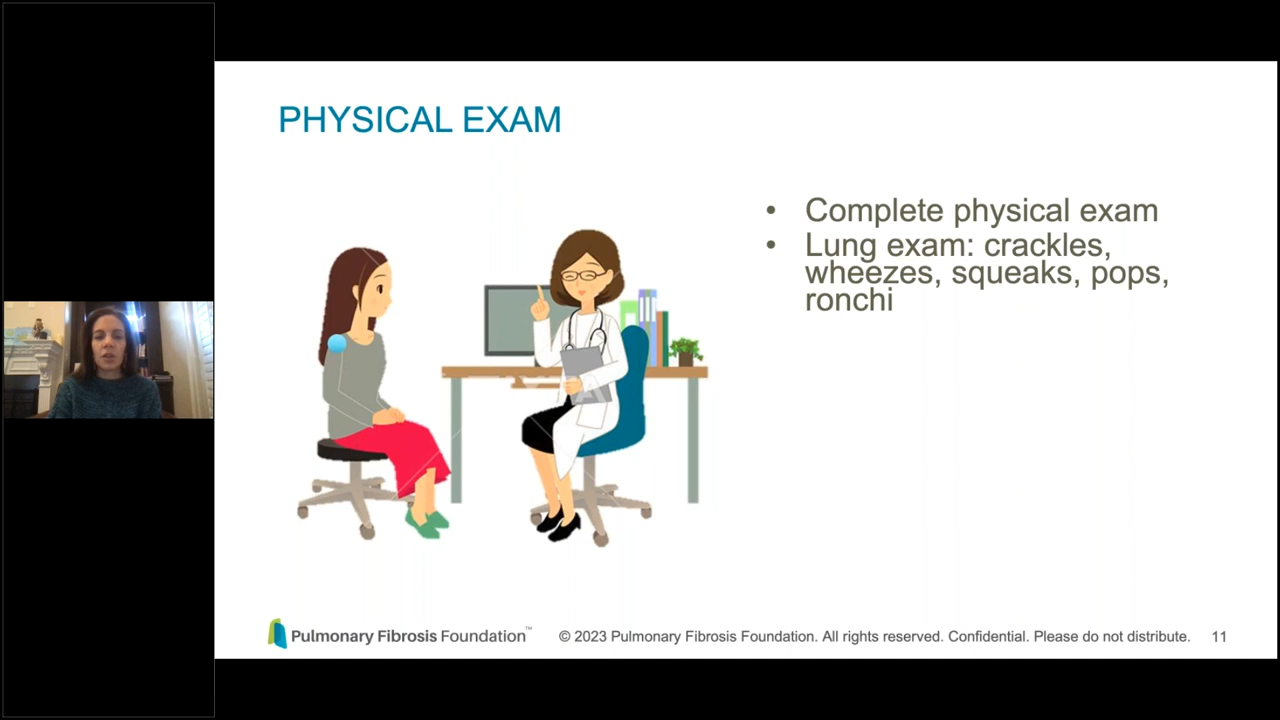 PHYSICAL EXAM
• Complete physical exam
• Lung exam: crackles,
wheezes, squeaks, pops,
ronchi
Pulmonary Fibrosis Foundation™
© 2023 Pulmonary Fibrosis Foundation. All rights reserved. Confidential. Please do not distribute. 11